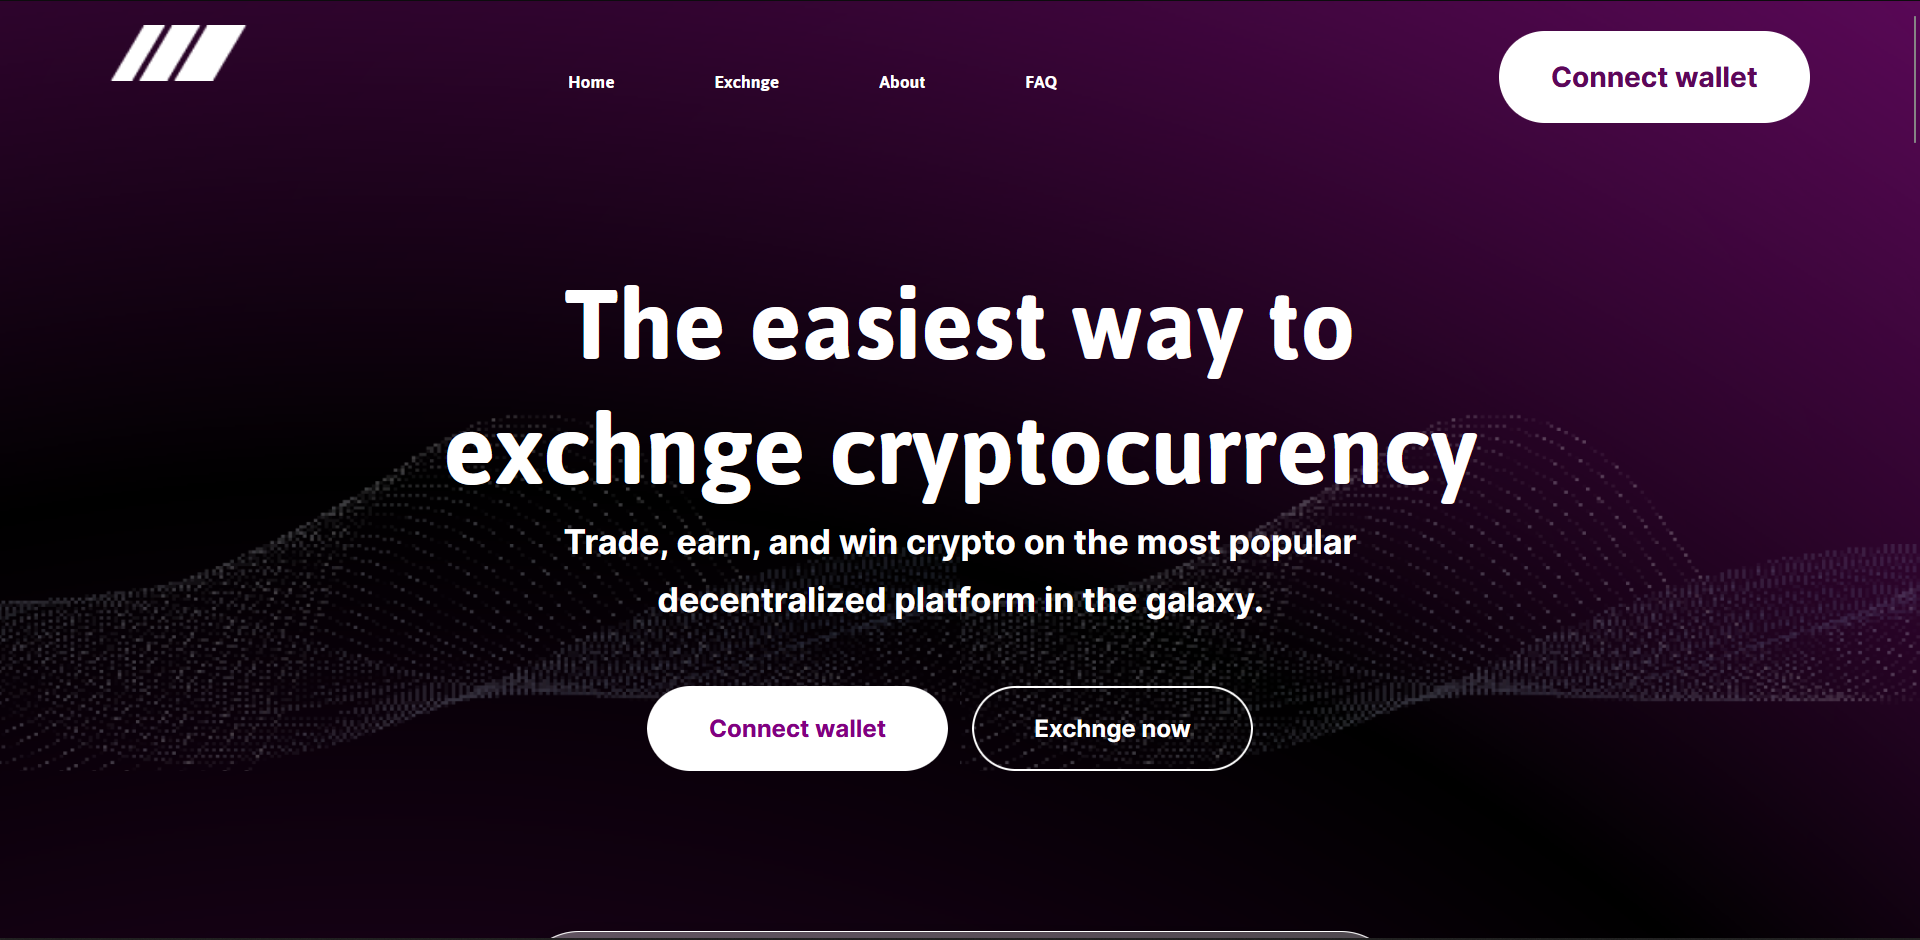 Home
Exchnge
About
FAQ
Connect wallet
The easiest way to
exchnge cryptocurrency
Trade, earn, and win crypto on the most popular
decentralized platform in the galaxy.
Connect wallet
Exchnge now